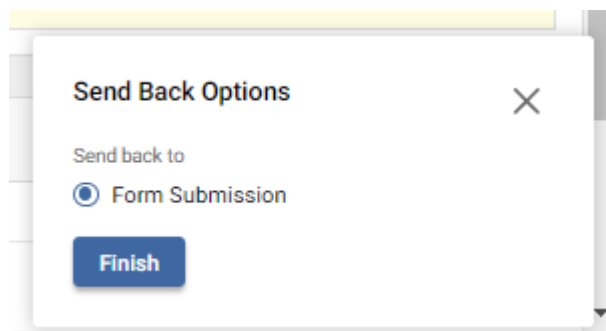 Send Back Options
Send back to
Form Submission
Finish